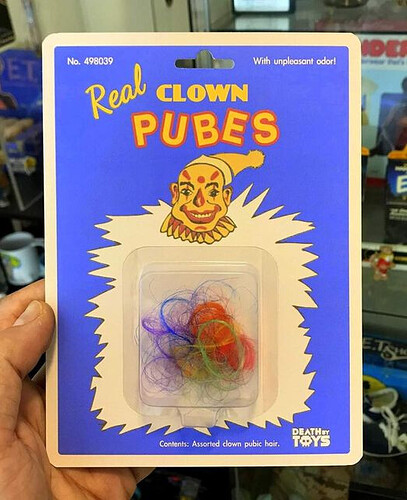 No. 498039
With unpleasant odor!
Real CLOWN
PUBES
Contents: Assorted clown pubic hair.
DEATH BY
TOYS
E.T.